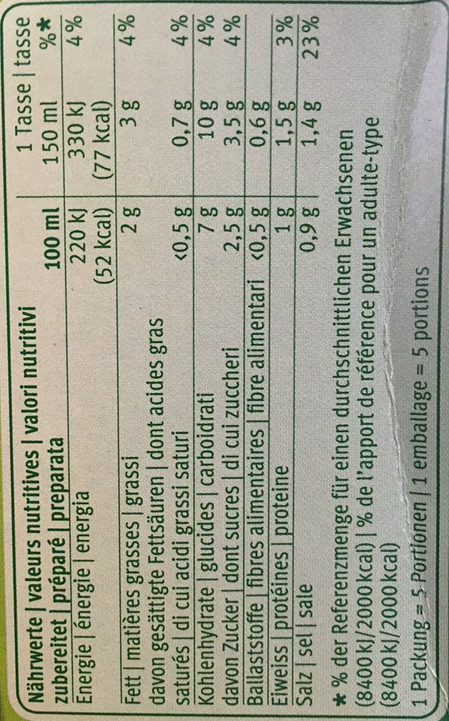 Nährwerte | valeurs nutritives | valori nutritivi 1 Tasse | tasse
zubereitet | préparé | preparata 100 ml 150 ml %*
Energie | énergie | energia 220 kJ 330 kJ 4%
(52 kcal) (77 kcal)
Fett | matières grasses | grassi 2 g 3 g 4%
davon gesättigte Fettsäuren | dont acides gras
saturés | di cui acidi grassi saturi <0,5 g 0,7 g 4%
Kohlenhydrate | glucides | carboidrati 7 g 10 g 4%
davon Zucker | dont sucres | di cui zuccheri 2,5 g 3,5 g 4%
Ballaststoffe | fibres alimentaires | fibre alimentari <0,5 g 0,6 g
Eiweiss | protéines | proteine 1 g 1,5 g 3%
Salz | sel | sale 0,9 g 1,4 g 23%
* % der Referenzmenge für einen durchschnittlichen Erwachsenen
(8400 kJ/2000 kcal) | % de l'apport de référence pour un adulte-type
(8400 kJ/2000 kcal)
1 Packung = 5 Portionen | 1 emballage = 5 portions